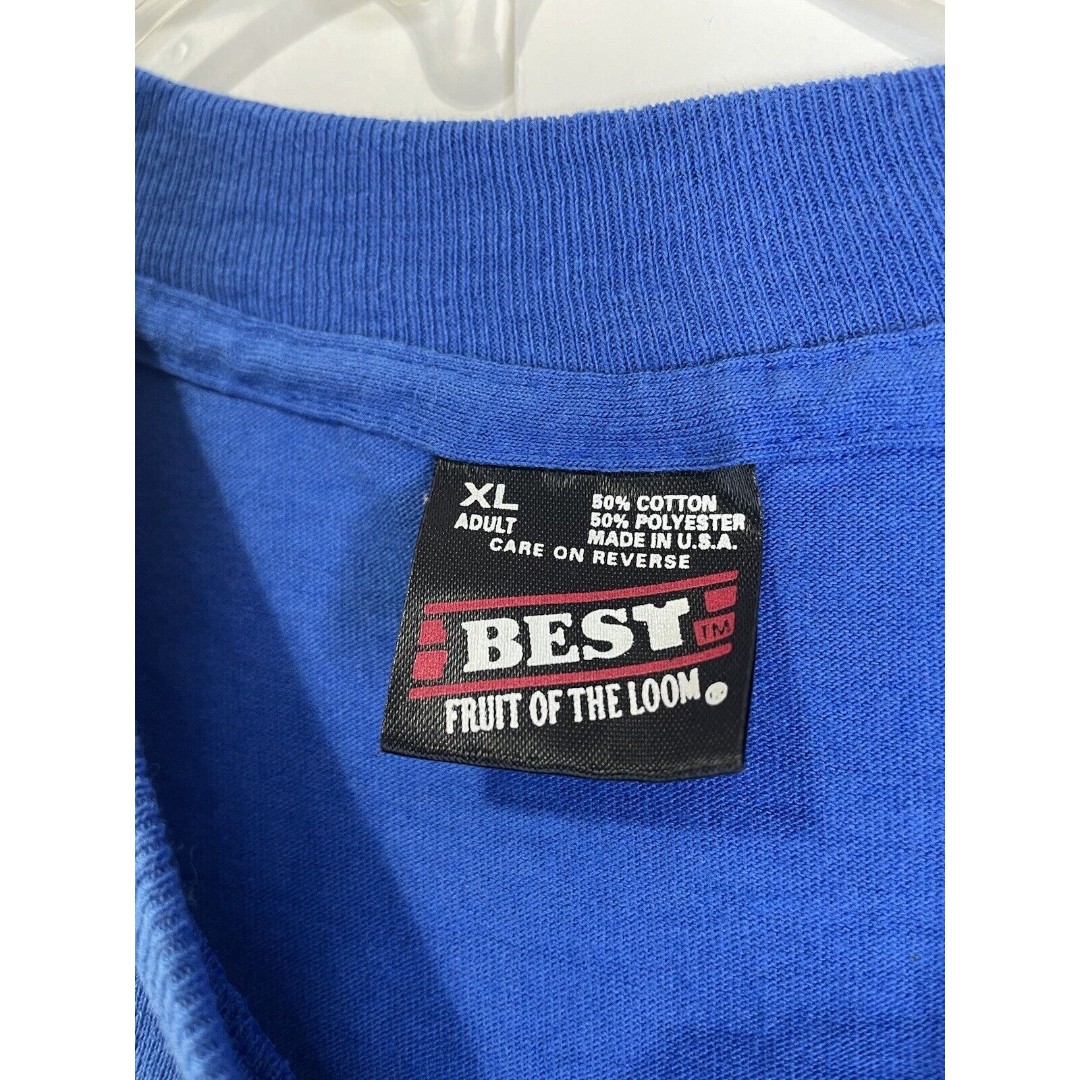 XL
ADULT
50% COTTON
50% POLYESTER
MADE IN U.S.A.
CARE ON REVERSE
BEST TM
FRUIT OF THE LOOM®